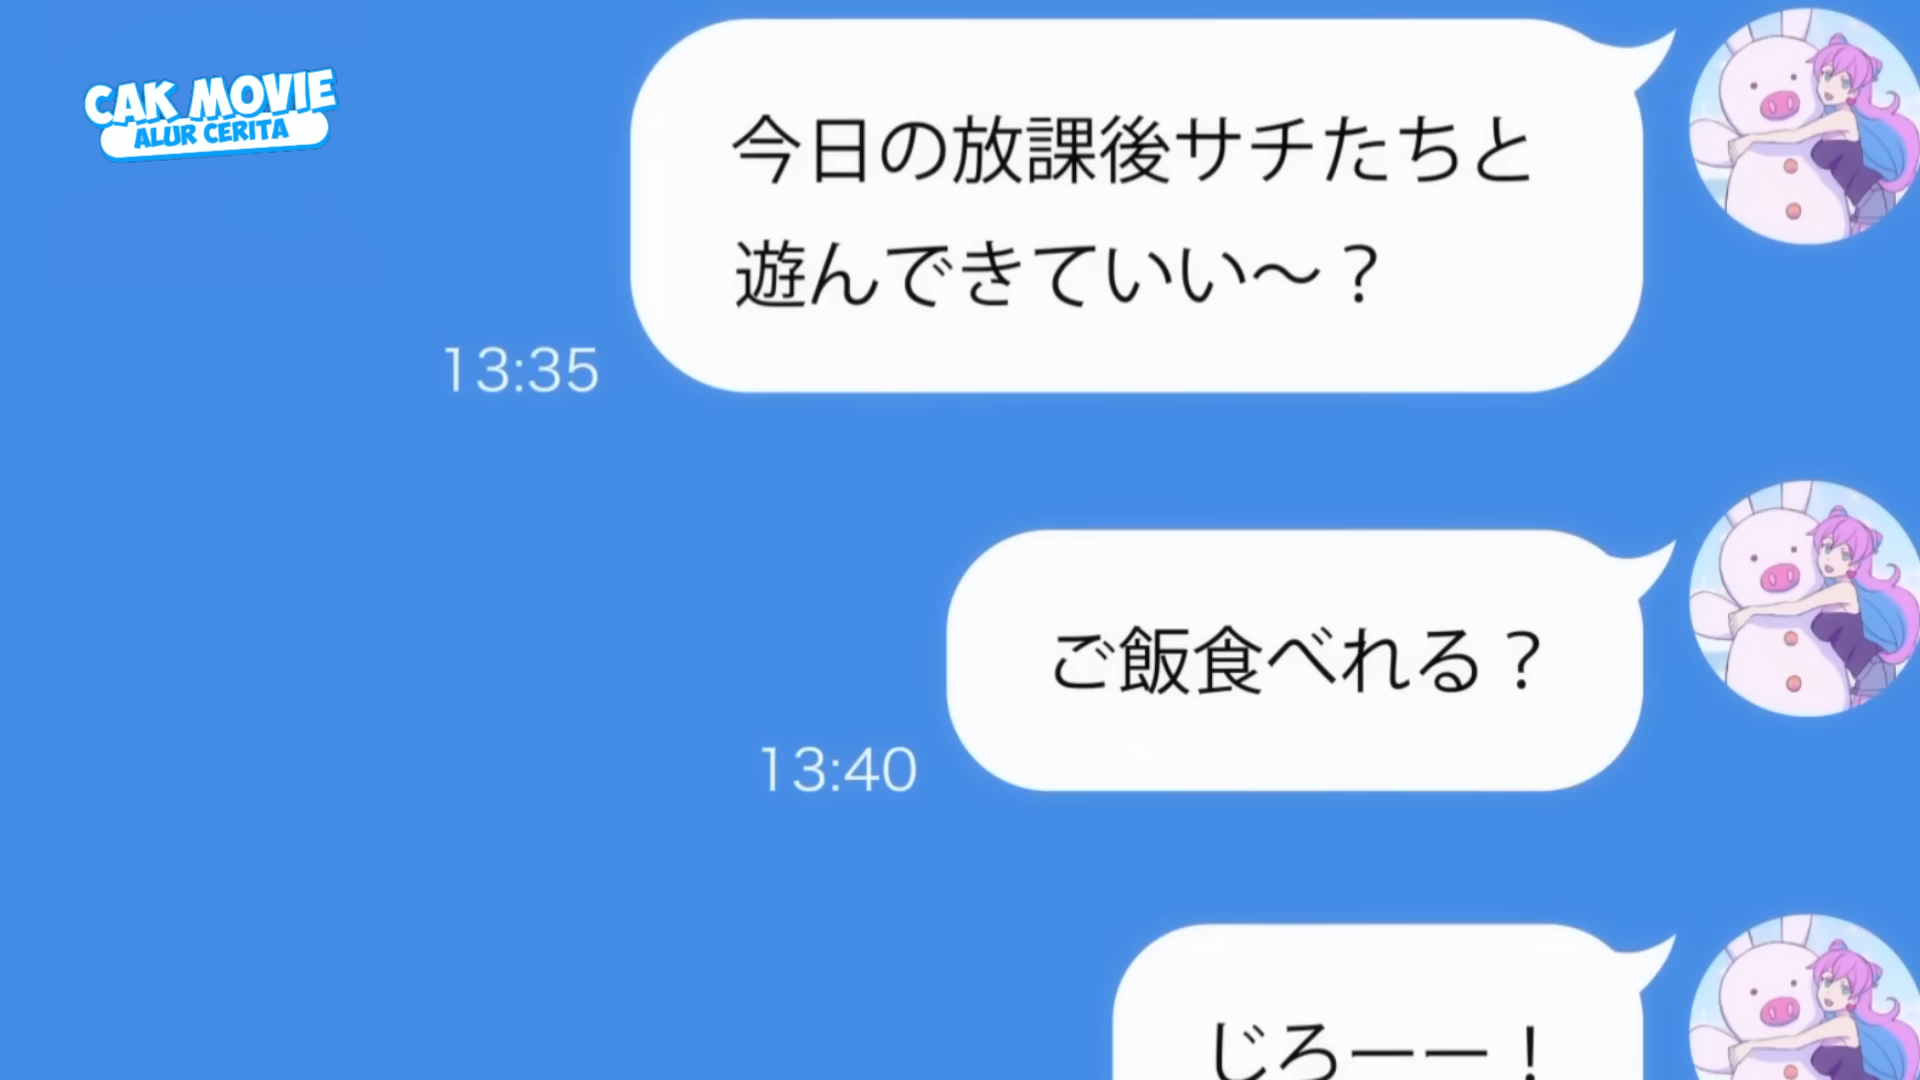 CAK MOVIE
ALUR CERITA
今日の放課後サチたちと
遊んできていい～？
13:35
ご飯食べれる？
13:40
じろーー！